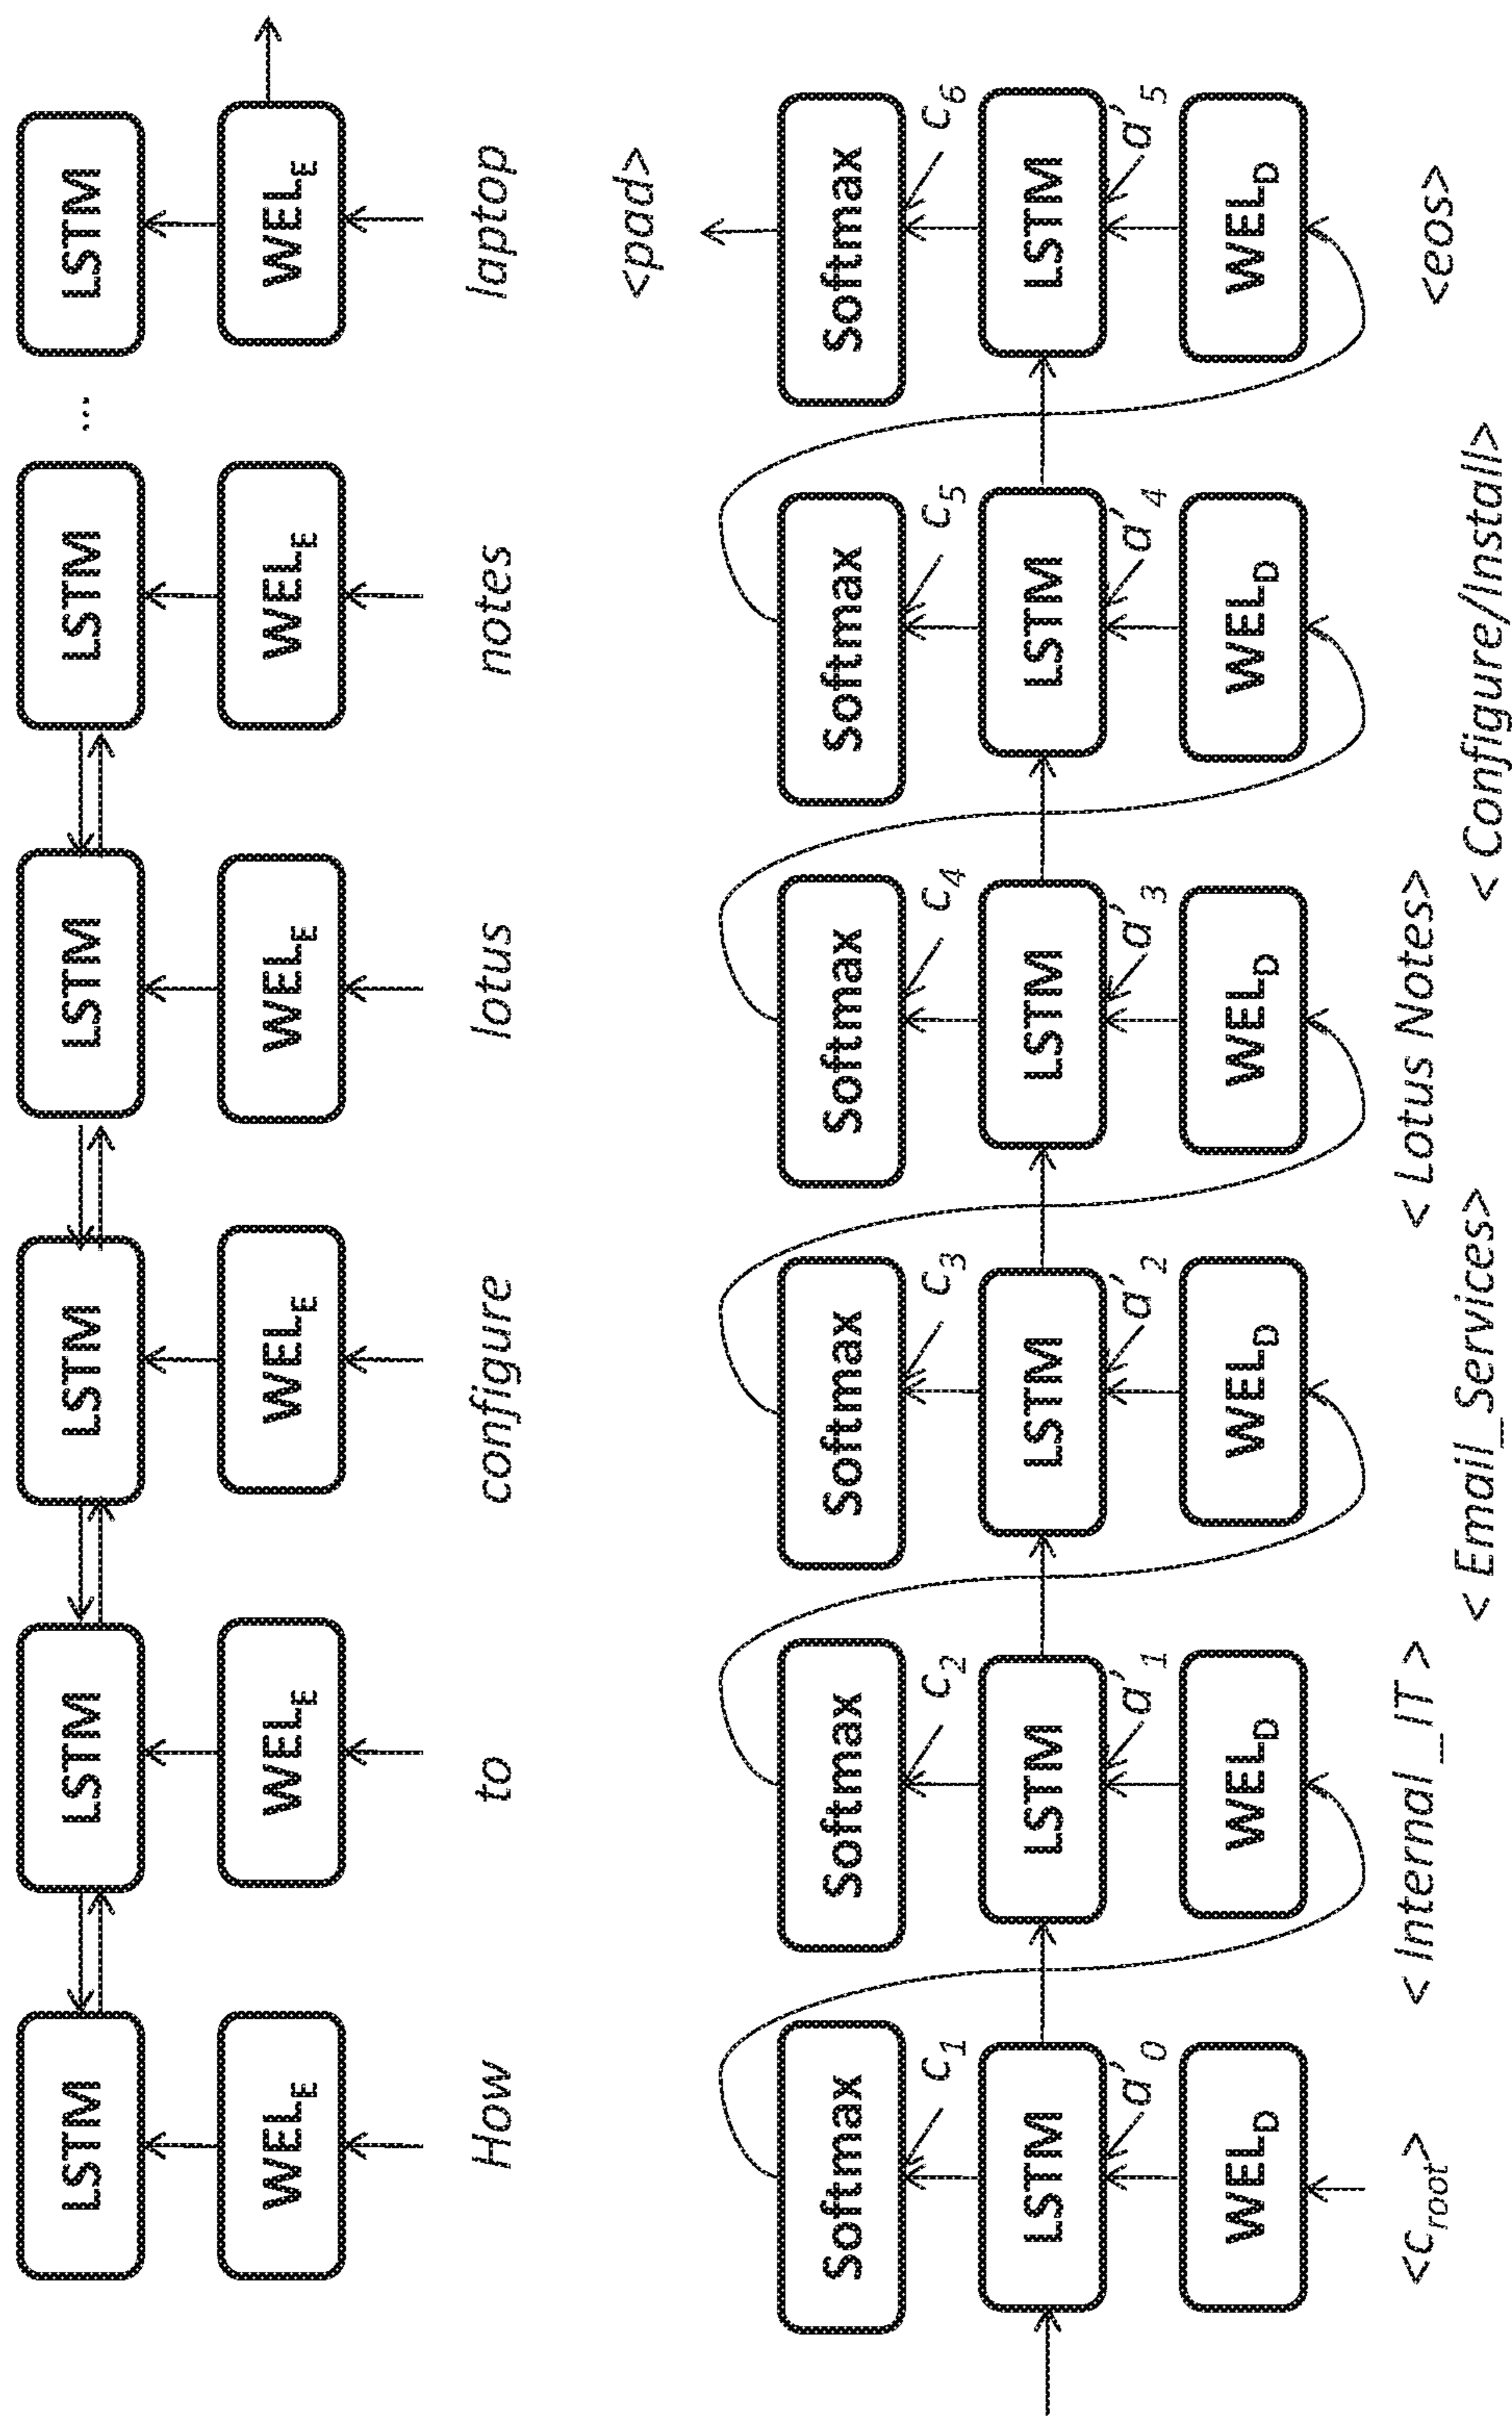 LSTM LSTM LSTM LSTM LSTM ... LSTM
WEL_E WEL_E WEL_E WEL_E WEL_E WEL_E
How to configure lotus notes laptop
<pad>
Softmax Softmax Softmax Softmax Softmax Softmax
c_1 c_2 c_3 c_4 c_5 c_6
LSTM LSTM LSTM LSTM LSTM LSTM
a'_0 a'_1 a'_2 a'_3 a'_4 a'_5
WEL_D WEL_D WEL_D WEL_D WEL_D WEL_D
<c_root> < Internal_IT > < Lotus Notes> <eos>
< Email_Services> < Configure/Install>